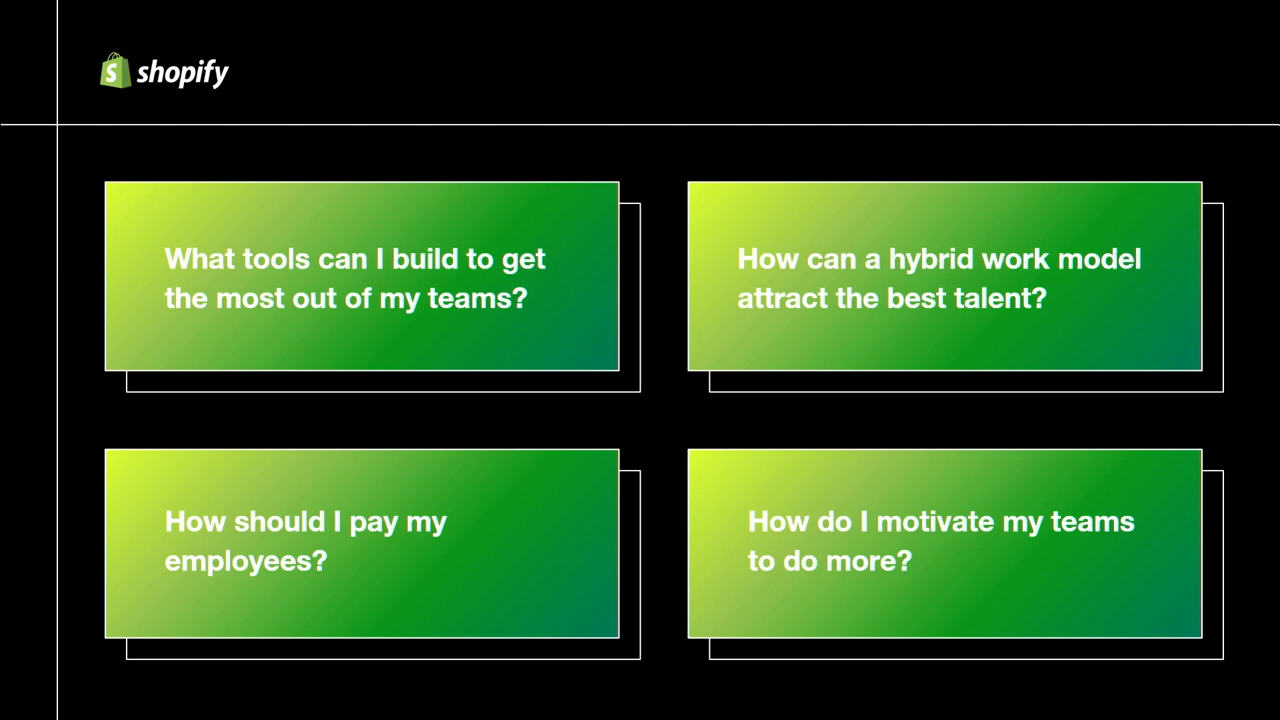 shopify
What tools can I build to get
the most out of my teams?
How can a hybrid work model
attract the best talent?
How should I pay my
employees?
How do I motivate my teams
to do more?